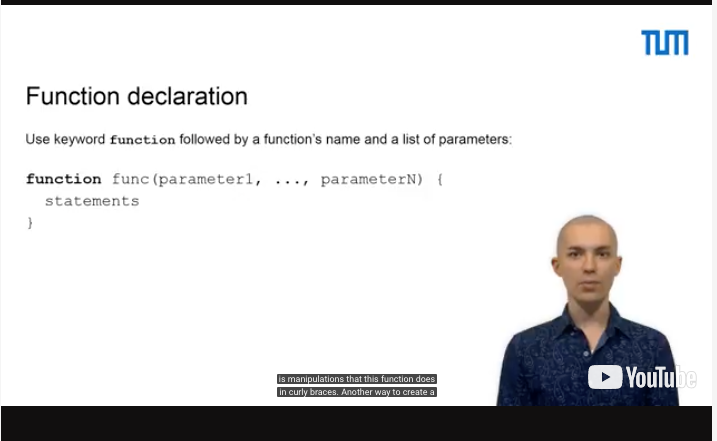 TUM
Function declaration
Use keyword function followed by a function's name and a list of parameters:
function func(parameter1, ..., parameterN) {
statements
}
is manipulations that this function does
in curly braces. Another way to create a
YouTube